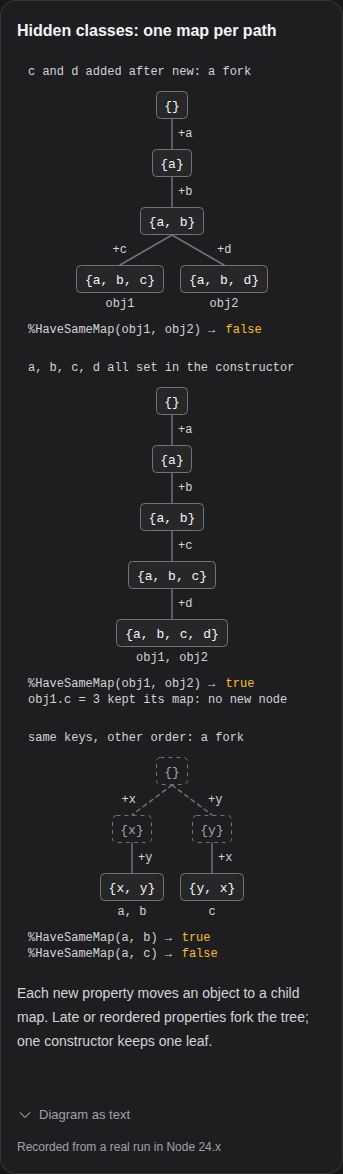 Hidden classes: one map per path
c and d added after new: a fork
{}
+a
{a}
+b
{a, b}
+c +d
{a, b, c} {a, b, d}
obj1 obj2
%HaveSameMap(obj1, obj2) → false
a, b, c, d all set in the constructor
{}
+a
{a}
+b
{a, b}
+c
{a, b, c}
+d
{a, b, c, d}
obj1, obj2
%HaveSameMap(obj1, obj2) → true
obj1.c = 3 kept its map: no new node
same keys, other order: a fork
{}
+x +y
{x} {y}
+y +x
{x, y} {y, x}
a, b c
%HaveSameMap(a, b) → true
%HaveSameMap(a, c) → false
Each new property moves an object to a child
map. Late or reordered properties fork the tree;
one constructor keeps one leaf.
Diagram as text
Recorded from a real run in Node 24.x